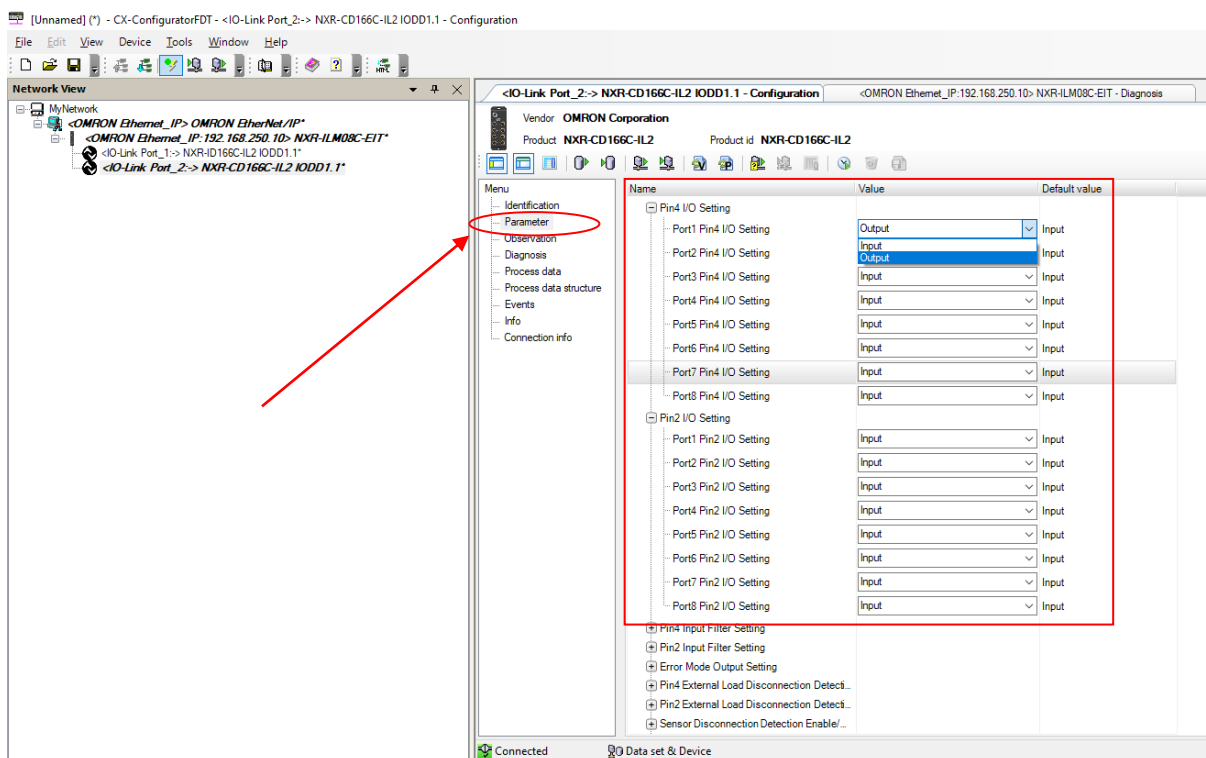 [Unnamed] (*) - CX-ConfiguratorFDT - <IO-Link Port_2:-> NXR-CD166C-IL2 IODD1.1 - Configuration
File Edit View Device Tools Window Help
Network View
MyNetwork
<OMRON Ethernet_IP> OMRON EtherNet/IP*
<OMRON Ethernet_IP:192.168.250.10> NXR-ILM08C-EIT*
<IO-Link Port_1:-> NXR-ID166C-IL2 IODD1.1*
<IO-Link Port_2:-> NXR-CD166C-IL2 IODD1.1*
<IO-Link Port_2:-> NXR-CD166C-IL2 IODD1.1 - Configuration
<OMRON Ethernet_IP:192.168.250.10> NXR-ILM08C-EIT - Diagnosis
Vendor OMRON Corporation
Product NXR-CD166C-IL2 Product id NXR-CD166C-IL2
Menu
Identification
Parameter
Observation
Diagnosis
Process data
Process data structure
Events
Info
Connection info
Name Value Default value
Pin4 I/O Setting
Port1 Pin4 I/O Setting Output Input
Input
Output
Port2 Pin4 I/O Setting Input
Port3 Pin4 I/O Setting Input Input
Port4 Pin4 I/O Setting Input Input
Port5 Pin4 I/O Setting Input Input
Port6 Pin4 I/O Setting Input Input
Port7 Pin4 I/O Setting Input Input
Port8 Pin4 I/O Setting Input Input
Pin2 I/O Setting
Port1 Pin2 I/O Setting Input Input
Port2 Pin2 I/O Setting Input Input
Port3 Pin2 I/O Setting Input Input
Port4 Pin2 I/O Setting Input Input
Port5 Pin2 I/O Setting Input Input
Port6 Pin2 I/O Setting Input Input
Port7 Pin2 I/O Setting Input Input
Port8 Pin2 I/O Setting Input Input
Pin4 Input Filter Setting
Pin2 Input Filter Setting
Error Mode Output Setting
Pin4 External Load Disconnection Detecti...
Pin2 External Load Disconnection Detecti...
Sensor Disconnection Detection Enable/...
Connected Data set & Device